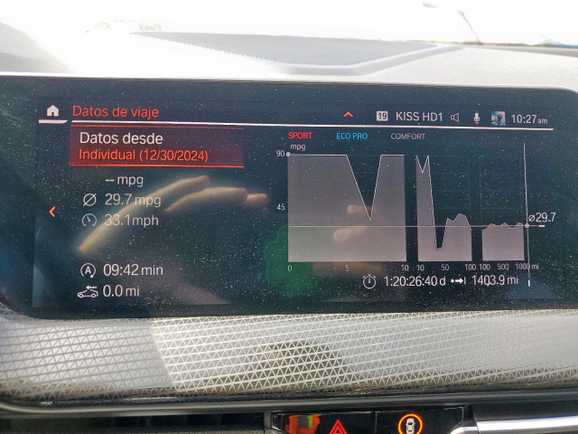 Datos de viaje
19 KISS HD1 10:27 am
Datos desde
Individual (12/30/2024)
SPORT ECO PRO COMFORT
mpg
90
-- mpg
Ø 29.7 mpg
45
33.1 mph
Ø29.7
0 5 10 10 50 100 100 500 1000 mi
A 09:42 min
1:20:26:40 d 1403.9 mi
0.0 mi